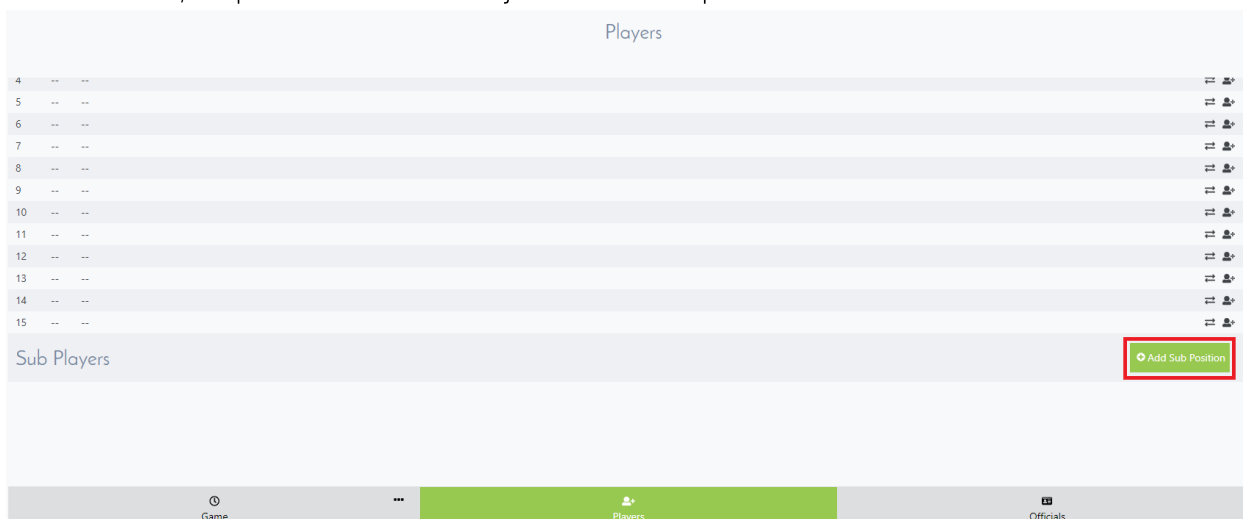 Players
4 -- --
5 -- --
6 -- --
7 -- --
8 -- --
9 -- --
10 -- --
11 -- --
12 -- --
13 -- --
14 -- --
15 -- --
Sub Players Add Sub Position
Game Players Officials